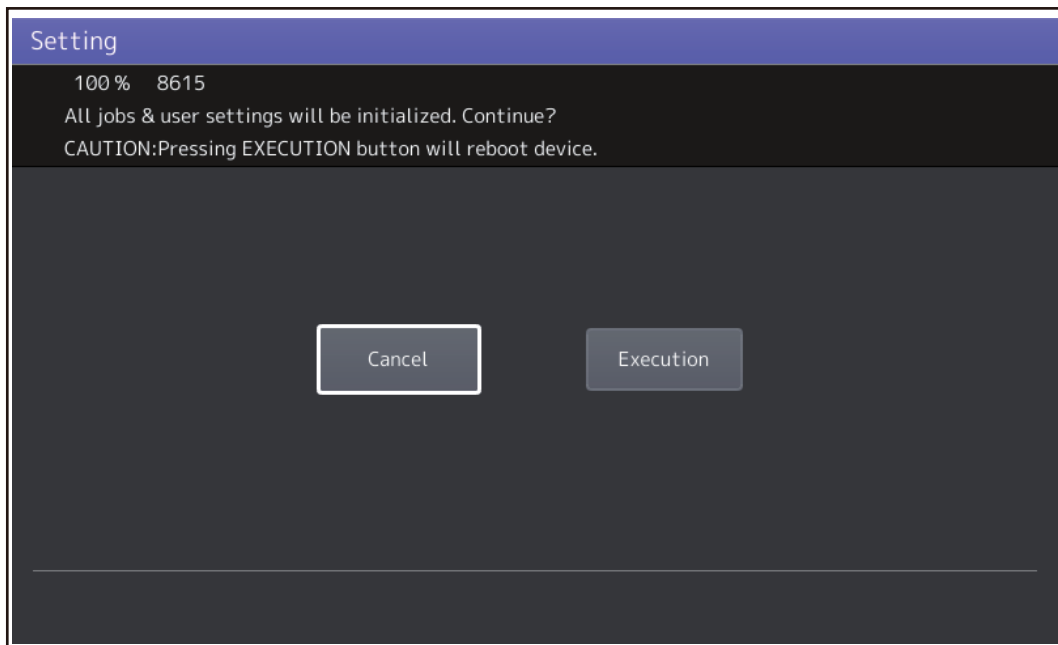 Setting
100 % 8615
All jobs & user settings will be initialized. Continue?
CAUTION:Pressing EXECUTION button will reboot device.
Cancel Execution